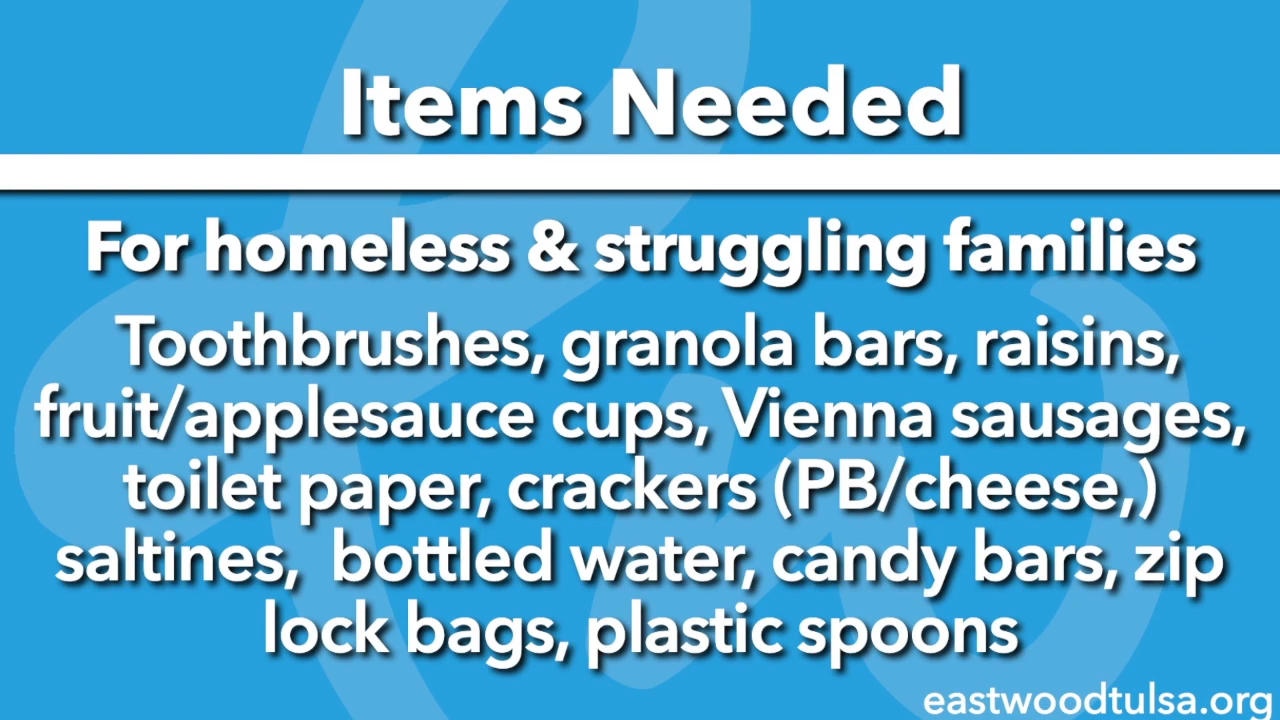 Items Needed
For homeless & struggling families
Toothbrushes, granola bars, raisins,
fruit/applesauce cups, Vienna sausages,
toilet paper, crackers (PB/cheese,)
saltines,  bottled water, candy bars, zip
lock bags, plastic spoons
eastwoodtulsa.org